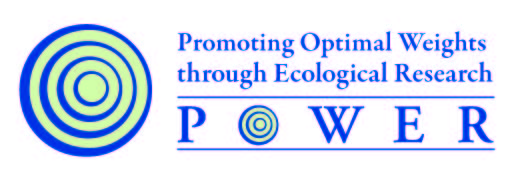 Promoting Optimal Weights
through Ecological Research
POWER